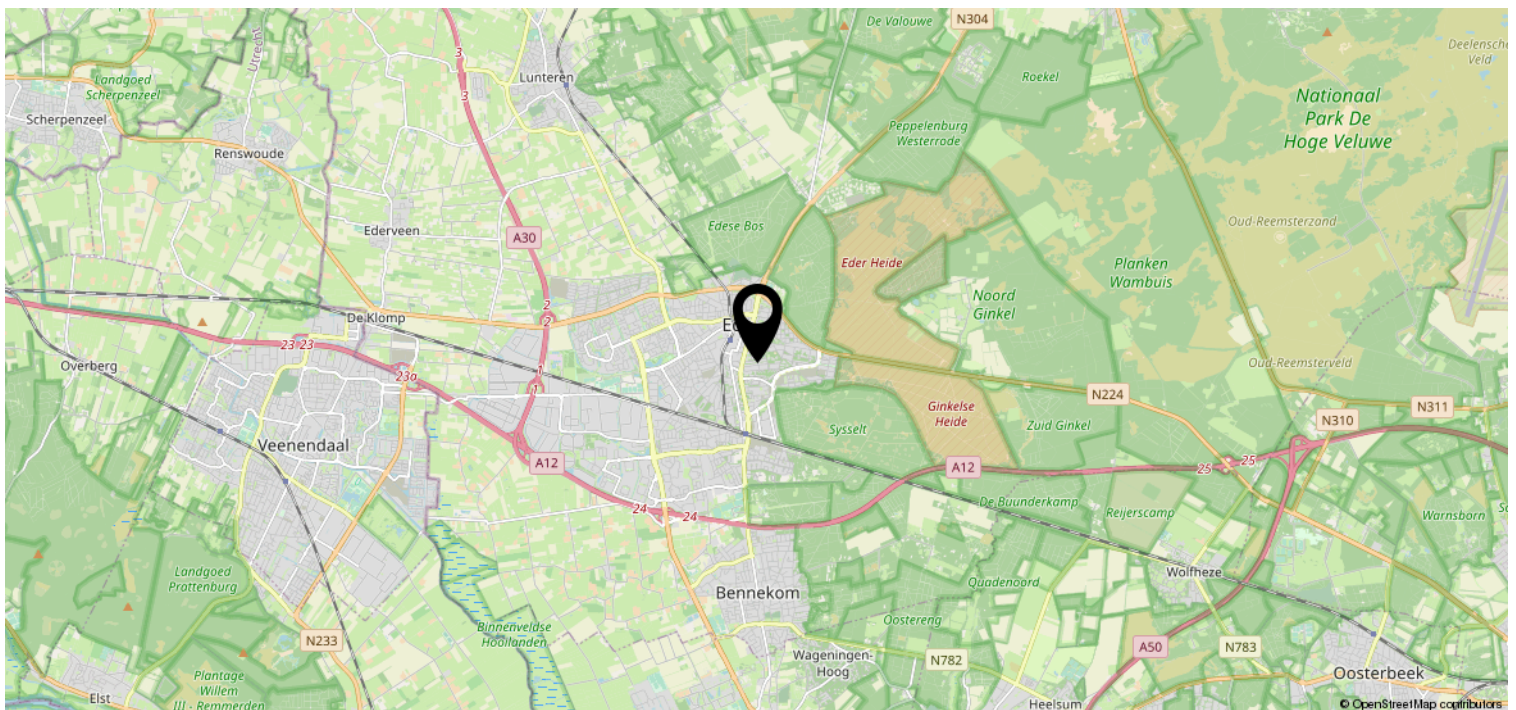 N304
De Valouwe
Deelensche
Veld
Utrecht
3
Landgoed
Scherpenzeel
Lunteren
Roekel
3
Nationaal
Park De
Hoge Veluwe
Scherpenzeel
Peppelenburg
Westerrode
Renswoude
Edese Bos
Oud-Reemsterzand
Ederveen
A30
Eder Heide
Planken
Wambuis
Noord
Ginkel
2
2
De Klomp
23 23
Overberg
Oud-Reemsterveld
23a
1
1
N224
Ginkelse
Heide
N311
N310
Sysselt
Zuid Ginkel
Veenendaal
A12
A12
25
25
De Buunderkamp
24
24
Reijerscamp
Warnsborn
Landgoed
Prattenburg
Wolfheze
Quadenoord
Bennekom
Oostereng
Binnenveldse
Hooilanden
N233
Wageningen-
Hoog
N782
A50
N783
Plantage
Willem
III - Remmerden
Oosterbeek
Elst
Heelsum
© OpenStreetMap contributors